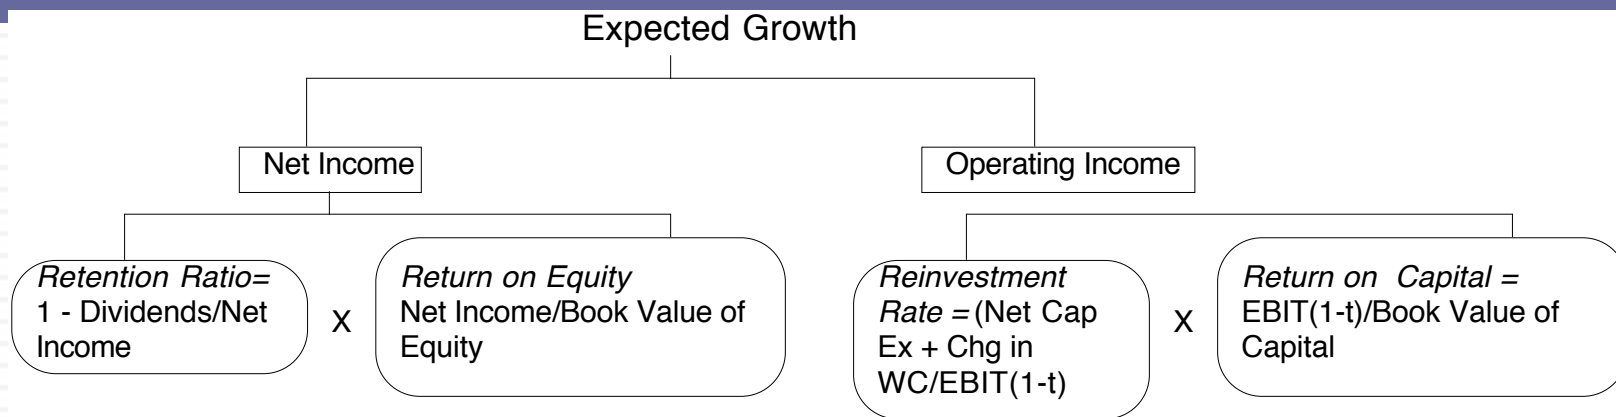 Expected Growth
Net Income
Operating Income
Retention Ratio=
1 - Dividends/Net
Income
X
Return on Equity
Net Income/Book Value of
Equity
Reinvestment
Rate = (Net Cap
Ex + Chg in
WC/EBIT(1-t)
X
Return on Capital =
EBIT(1-t)/Book Value of
Capital